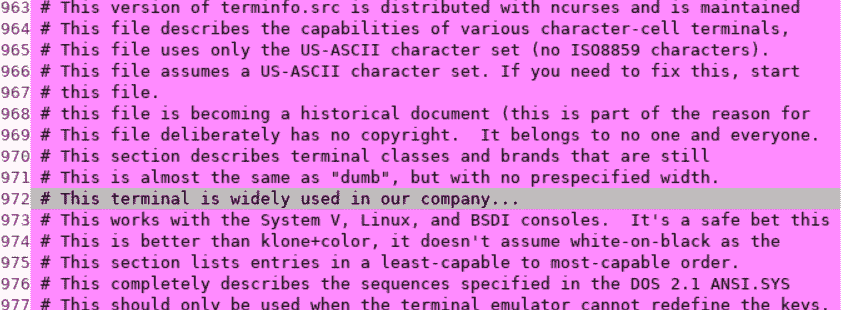 963 # This version of terminfo.src is distributed with ncurses and is maintained
964 # This file describes the capabilities of various character-cell terminals,
965 # This file uses only the US-ASCII character set (no ISO8859 characters).
966 # This file assumes a US-ASCII character set. If you need to fix this, start
967 # this file.
968 # this file is becoming a historical document (this is part of the reason for
969 # This file deliberately has no copyright.  It belongs to no one and everyone.
970 # This section describes terminal classes and brands that are still
971 # This is almost the same as "dumb", but with no prespecified width.
972 # This terminal is widely used in our company...
973 # This works with the System V, Linux, and BSDI consoles.  It's a safe bet this
974 # This is better than klone+color, it doesn't assume white-on-black as the
975 # This section lists entries in a least-capable to most-capable order.
976 # This completely describes the sequences specified in the DOS 2.1 ANSI.SYS
977 # This should only be used when the terminal emulator cannot redefine the keys.